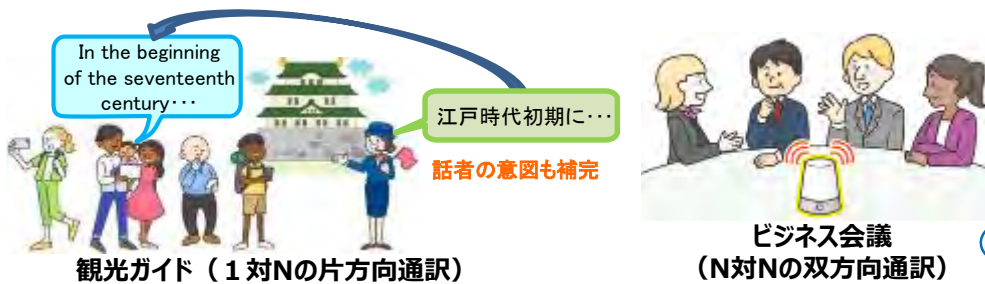 In the beginning
of the seventeenth
century･･･
江戸時代初期に･･･
話者の意図も補完
観光ガイド（１対Nの片方向通訳）
ビジネス会議
（N対Nの双方向通訳）